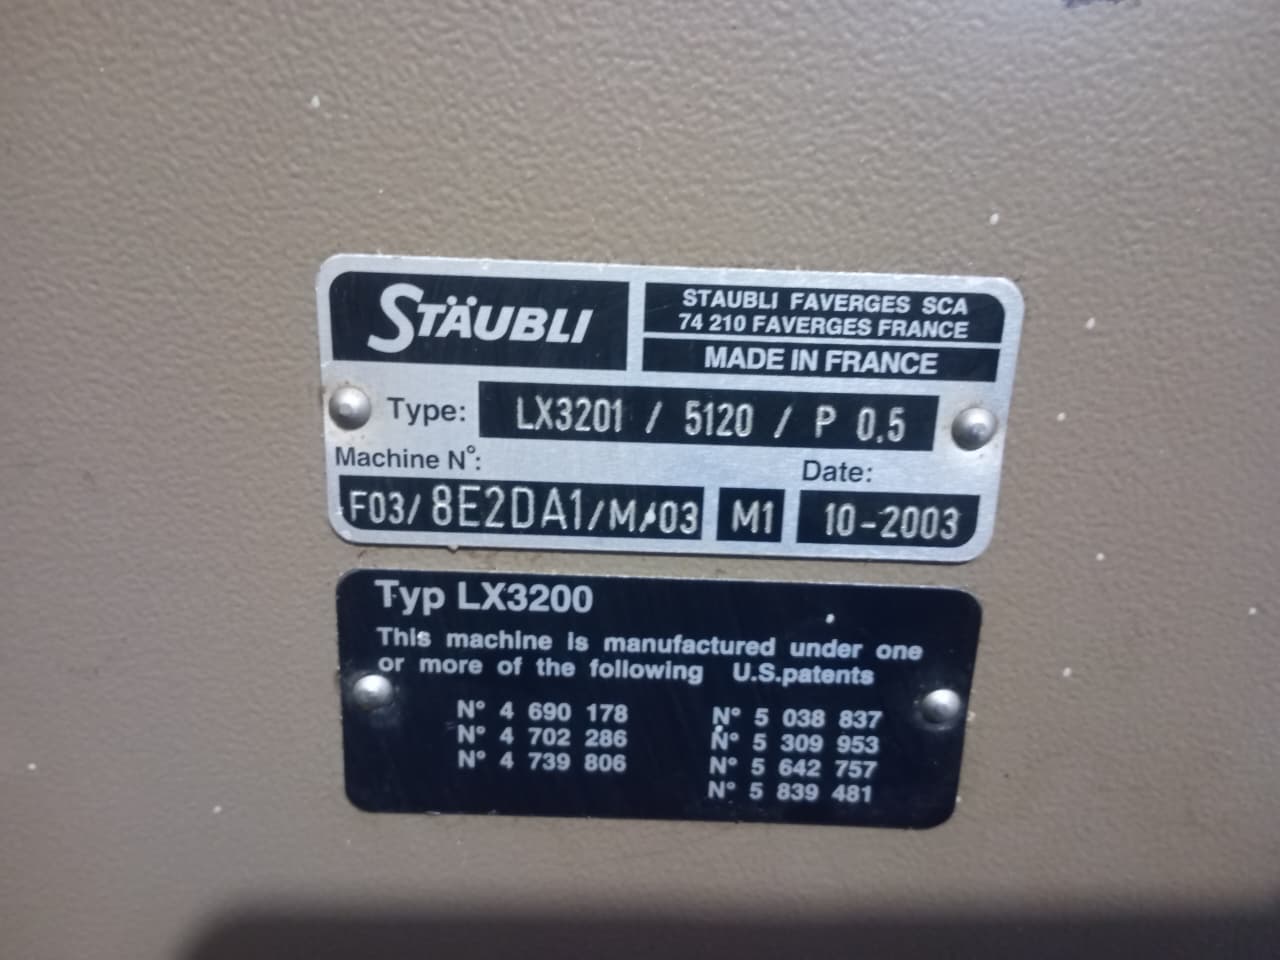 STÄUBLI
STAUBLI FAVERGES SCA
74 210 FAVERGES FRANCE
MADE IN FRANCE
Type: LX3201 / 5120 / P 0.5
Machine N°: Date:
F03/8E2DA1/M/03 M1 10-2003
Typ LX3200
This machine is manufactured under one
or more of the following U.S.patents
N° 4 690 178 N° 5 038 837
N° 4 702 286 N° 5 309 953
N° 4 739 806 N° 5 642 757
N° 5 839 481